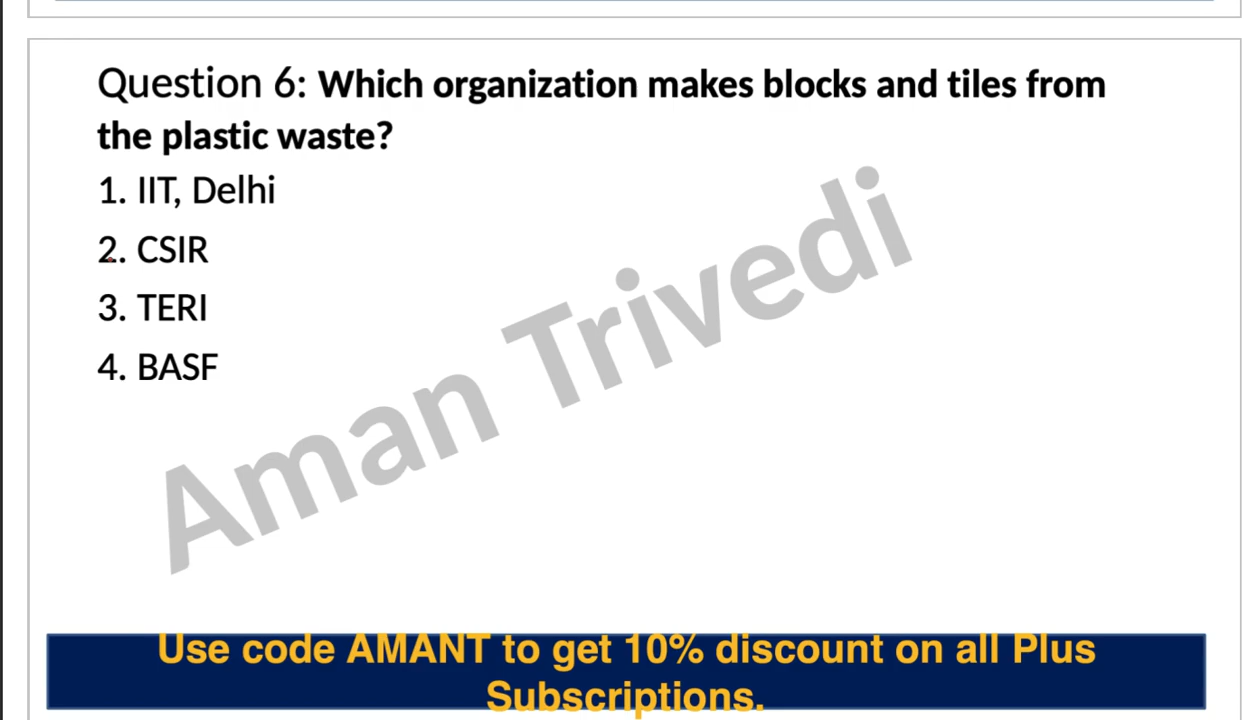 Question 6: Which organization makes blocks and tiles from
the plastic waste?
1. IIT, Delhi
2. CSIR
3. TERI
4. BASF
Aman Trivedi
Use code AMANT to get 10% discount on all Plus
Subscriptions.